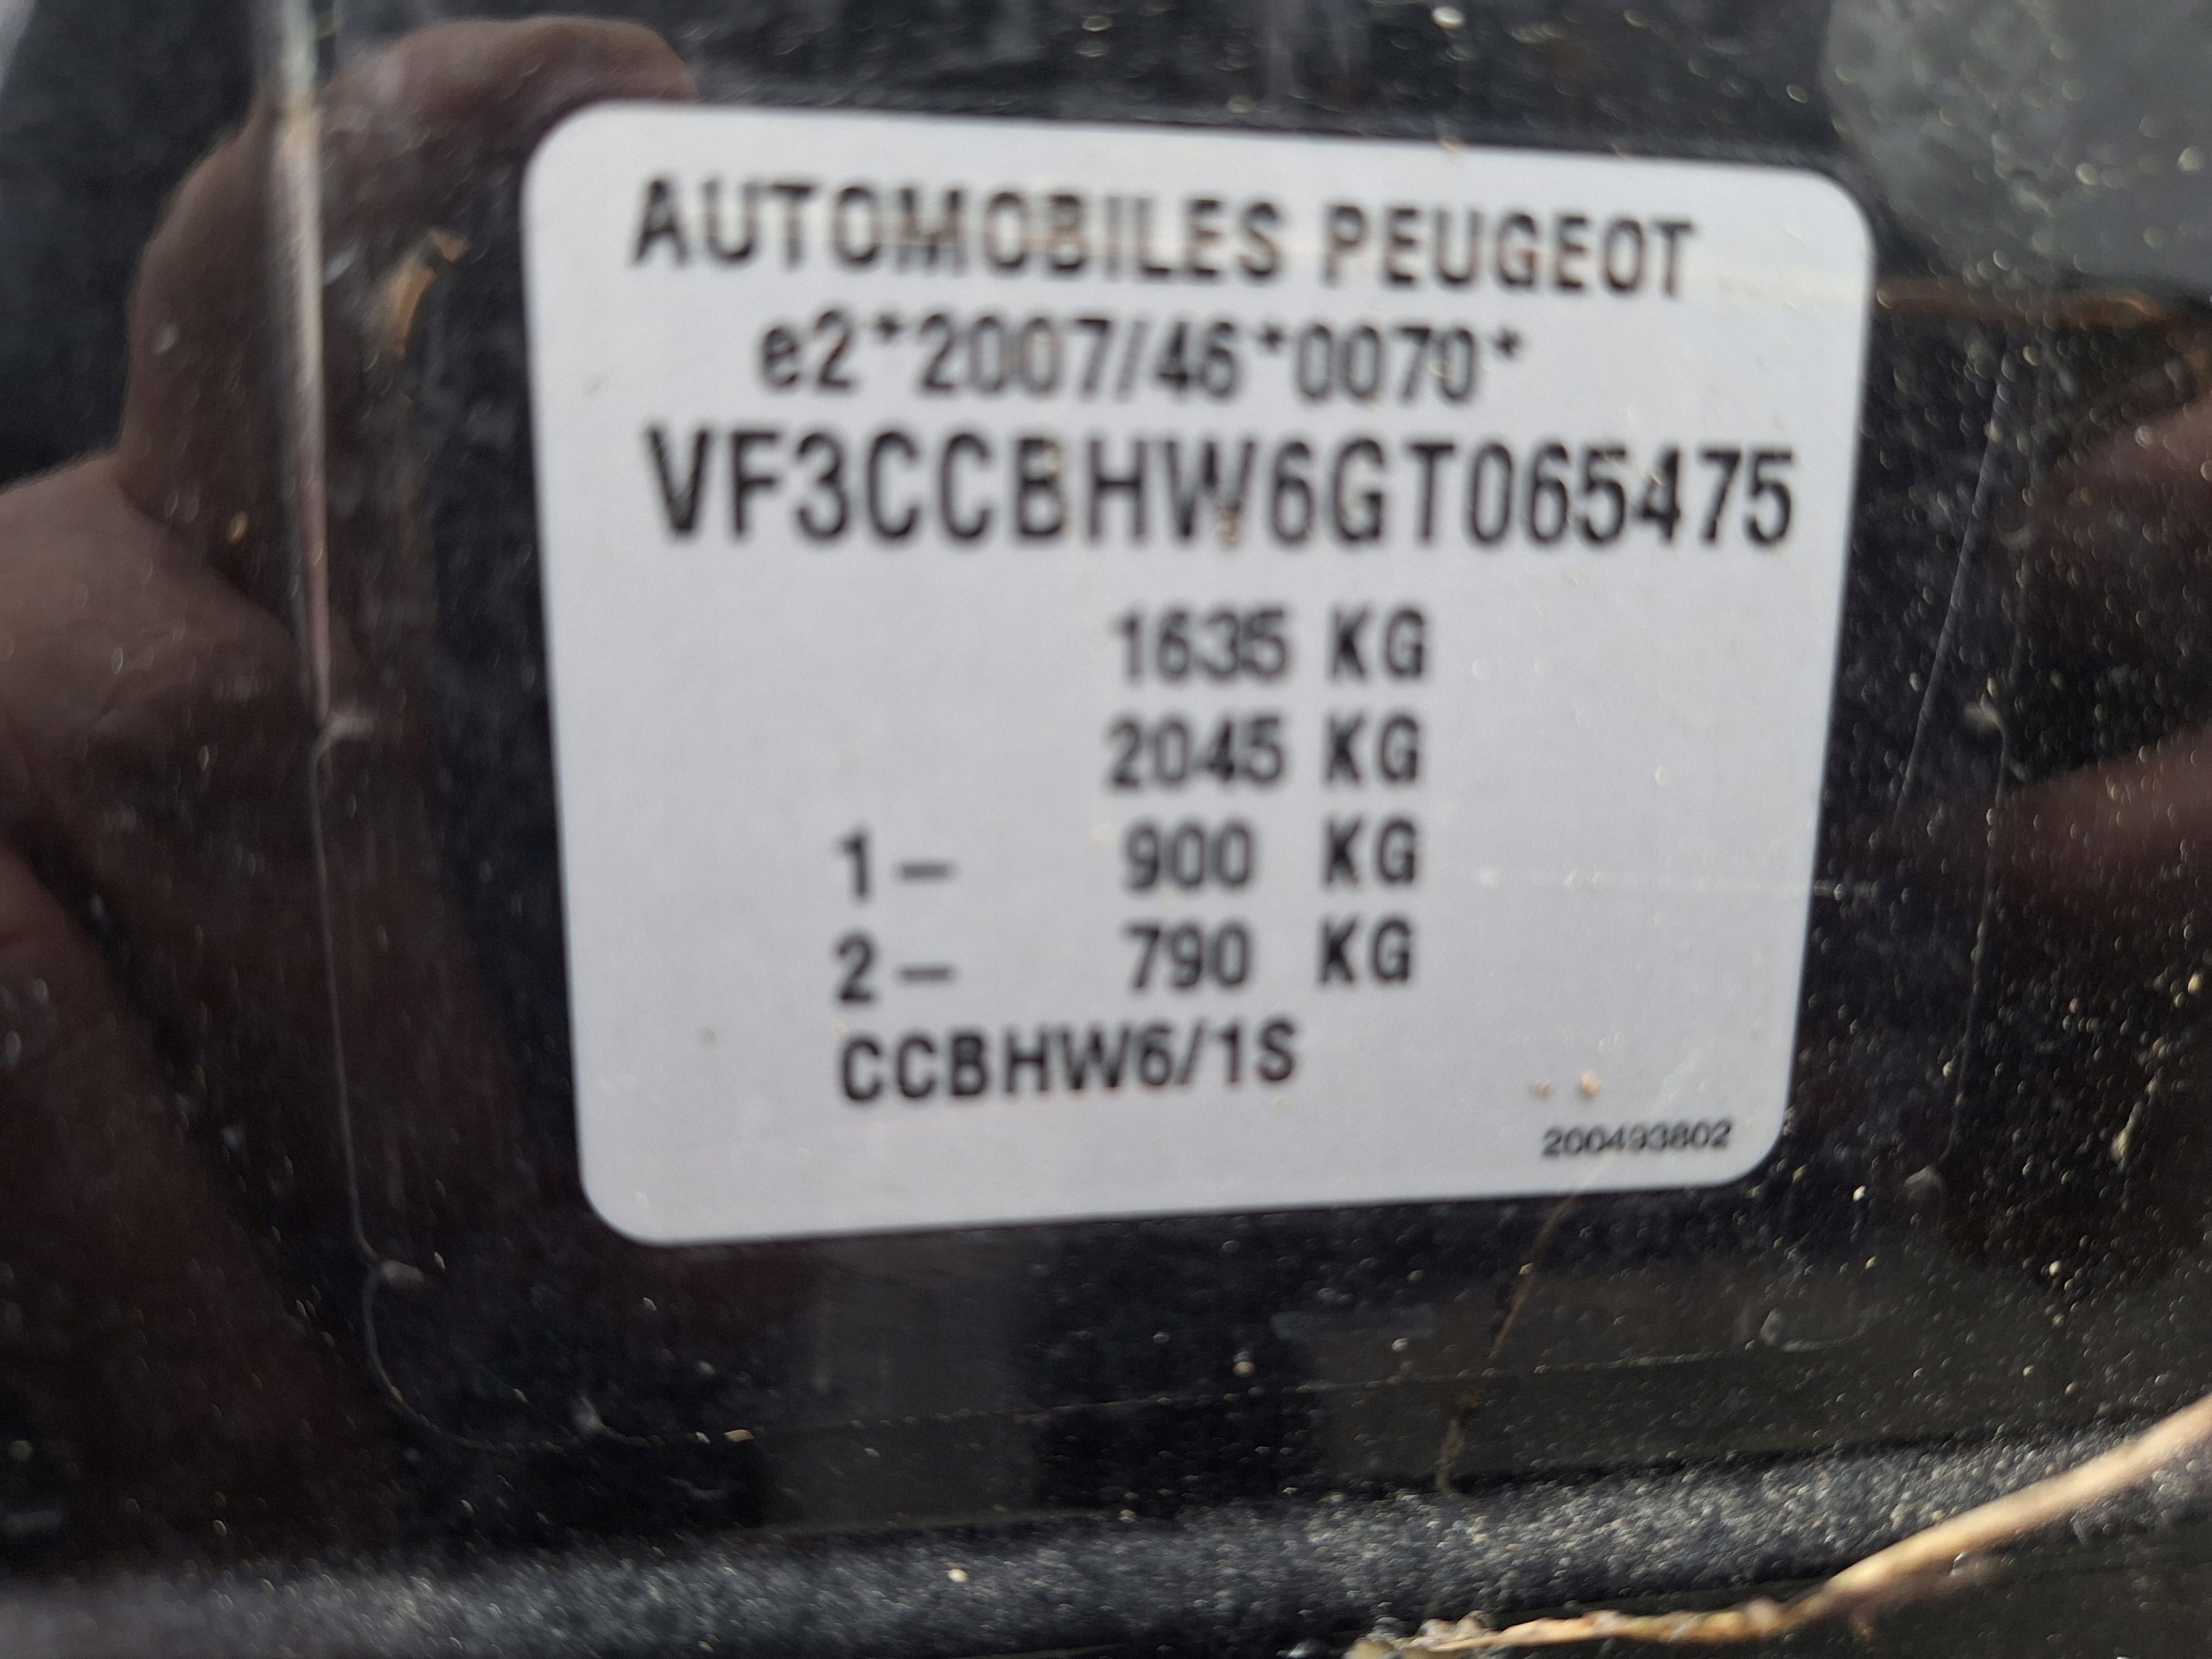 AUTOMOBILES PEUGEOT
e2*2007/46*0070*
VF3CCBHW6GT065475
1635 KG
2045 KG
1– 900 KG
2– 790 KG
CCBHW6/1S
200493802